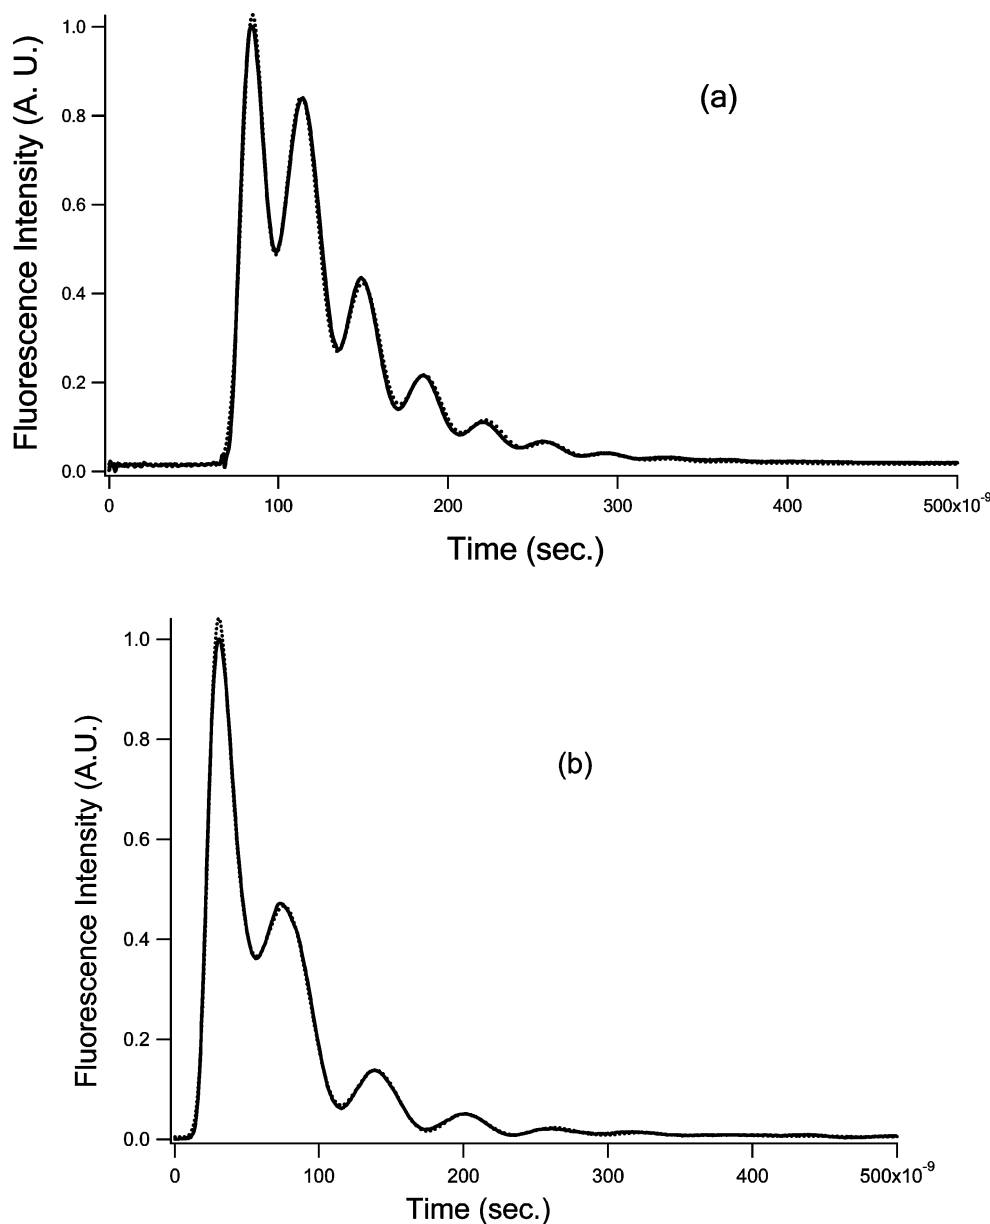 Fluorescence Intensity (A. U.)
1.0
0.8
0.6
0.4
0.2
0.0
(a)
0 100 200 300 400 500x10⁻⁹
Time (sec.)
Fluorescence Intensity (A.U.)
1.0
0.8
0.6
0.4
0.2
0.0
(b)
0 100 200 300 400 500x10⁻⁹
Time (sec.)